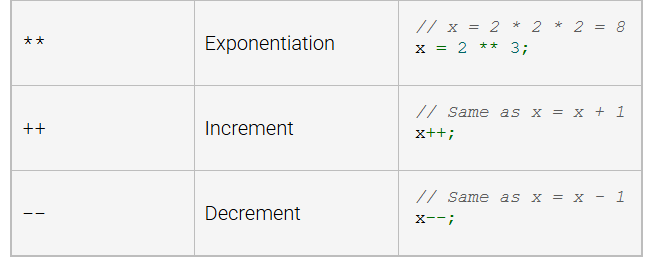 **
Exponentiation
// x = 2 * 2 * 2 = 8
x = 2 ** 3;
++
Increment
// Same as x = x + 1
x++;
--
Decrement
// Same as x = x - 1
x--;